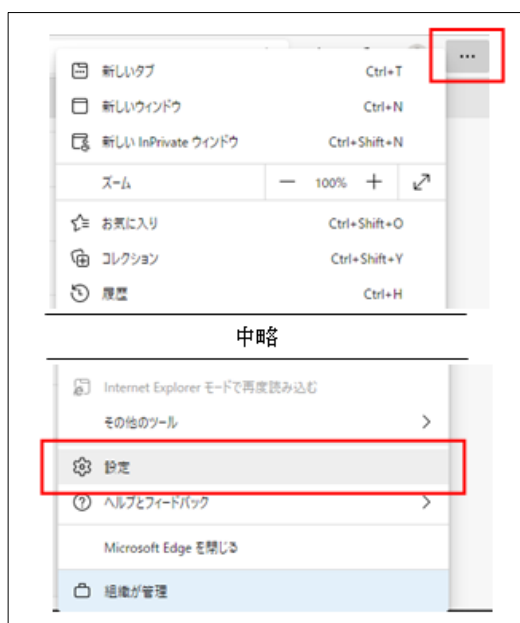 …
新しいタブ Ctrl+T
新しいウィンドウ Ctrl+N
新しい InPrivate ウィンドウ Ctrl+Shift+N
ズーム 100%
お気に入り Ctrl+Shift+O
コレクション Ctrl+Shift+Y
履歴 Ctrl+H
中略
Internet Explorer モードで再度読み込む
その他のツール
設定
ヘルプとフィードバック
Microsoft Edge を閉じる
組織が管理